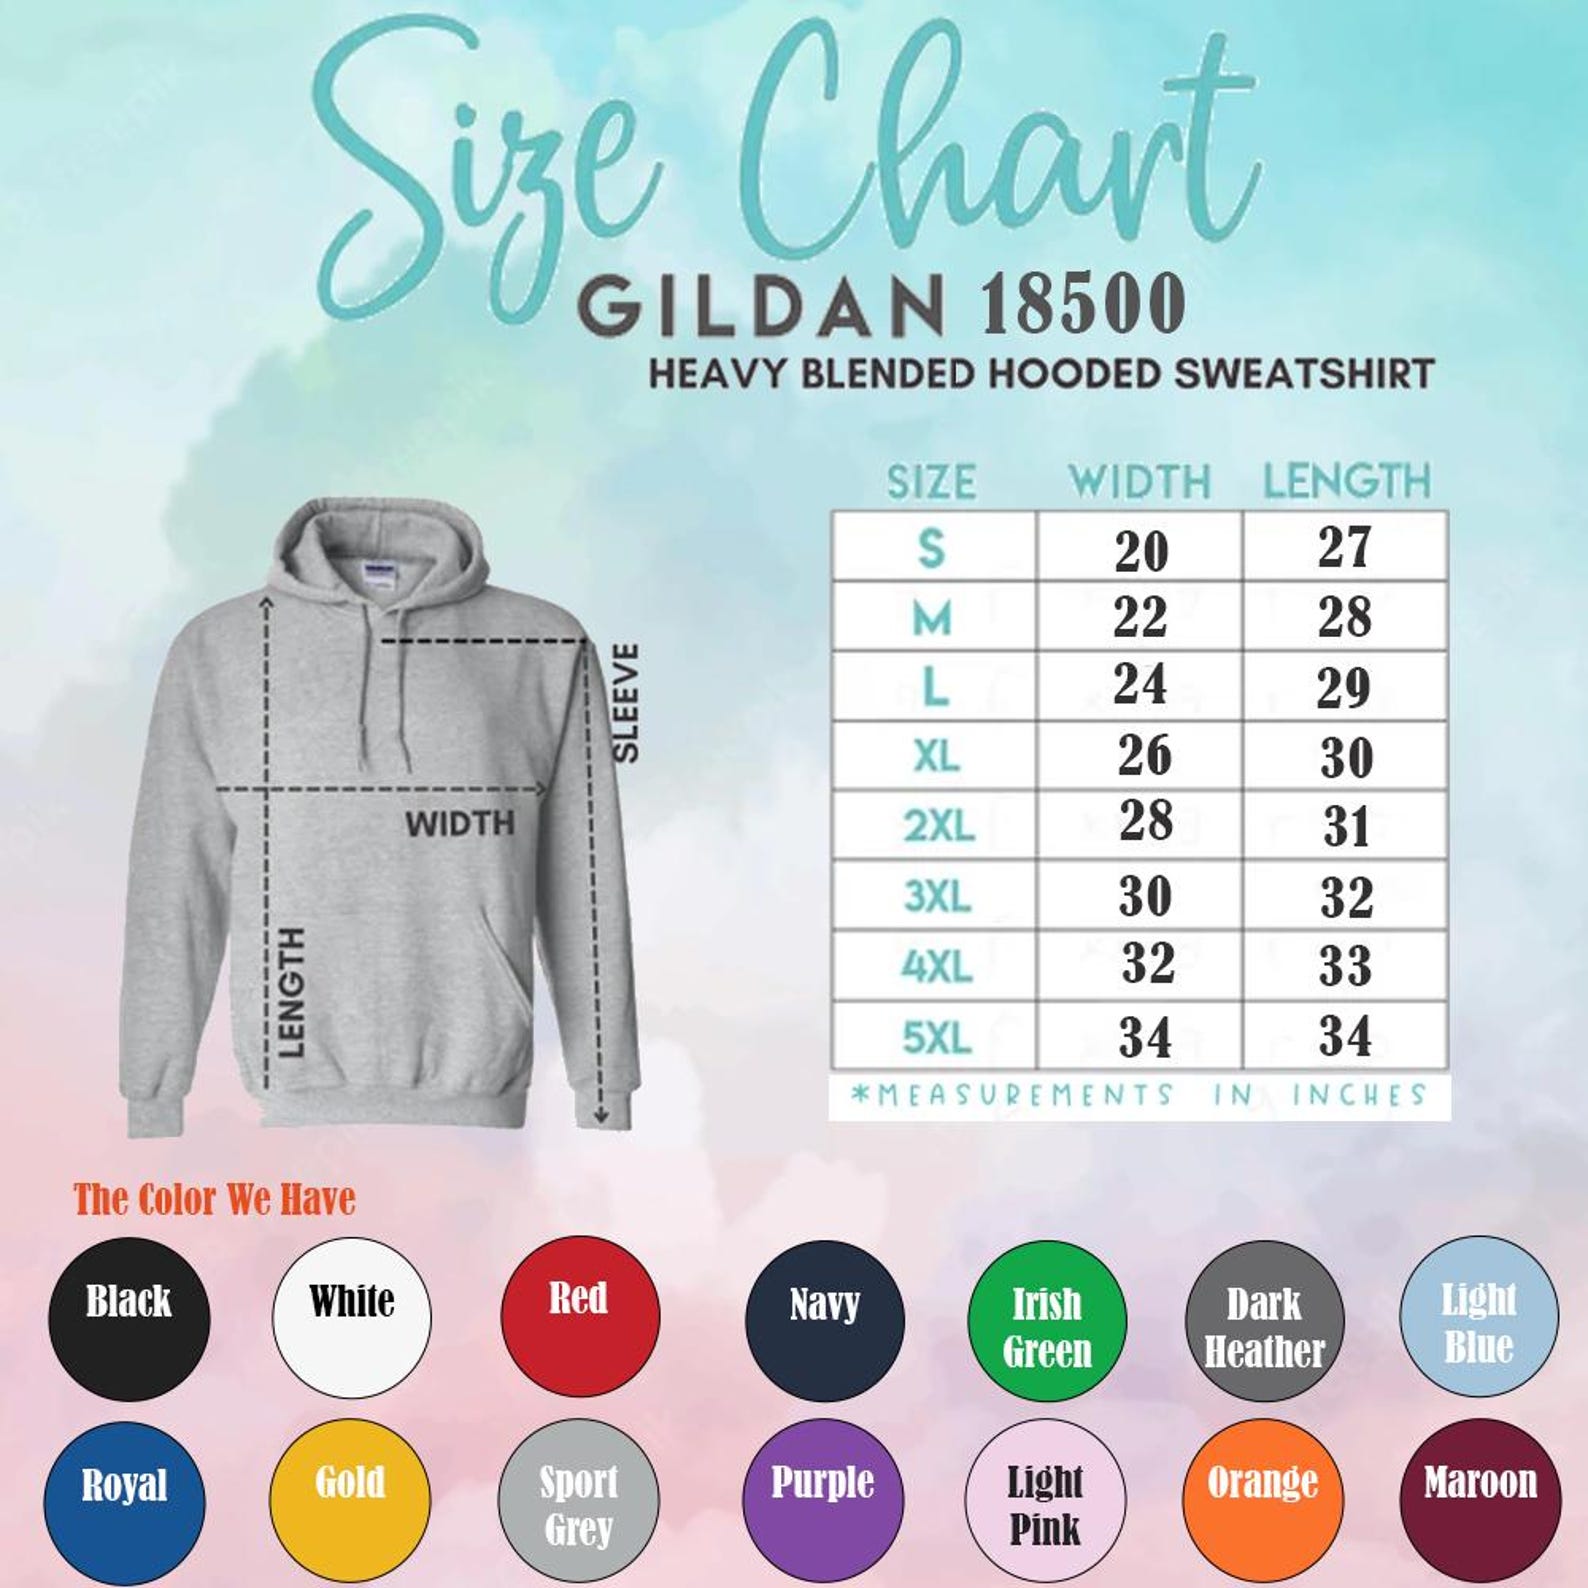 Size Chart
GILDAN 18500
HEAVY BLENDED HOODED SWEATSHIRT
SIZE WIDTH LENGTH
S 20 27
M 22 28
L 24 29
XL 26 30
2XL 28 31
3XL 30 32
4XL 32 33
5XL 34 34
*MEASUREMENTS IN INCHES
SLEEVE
WIDTH
LENGTH
The Color We Have
Black
White
Red
Navy
Irish
Green
Dark
Heather
Light
Blue
Royal
Gold
Sport
Grey
Purple
Light
Pink
Orange
Maroon